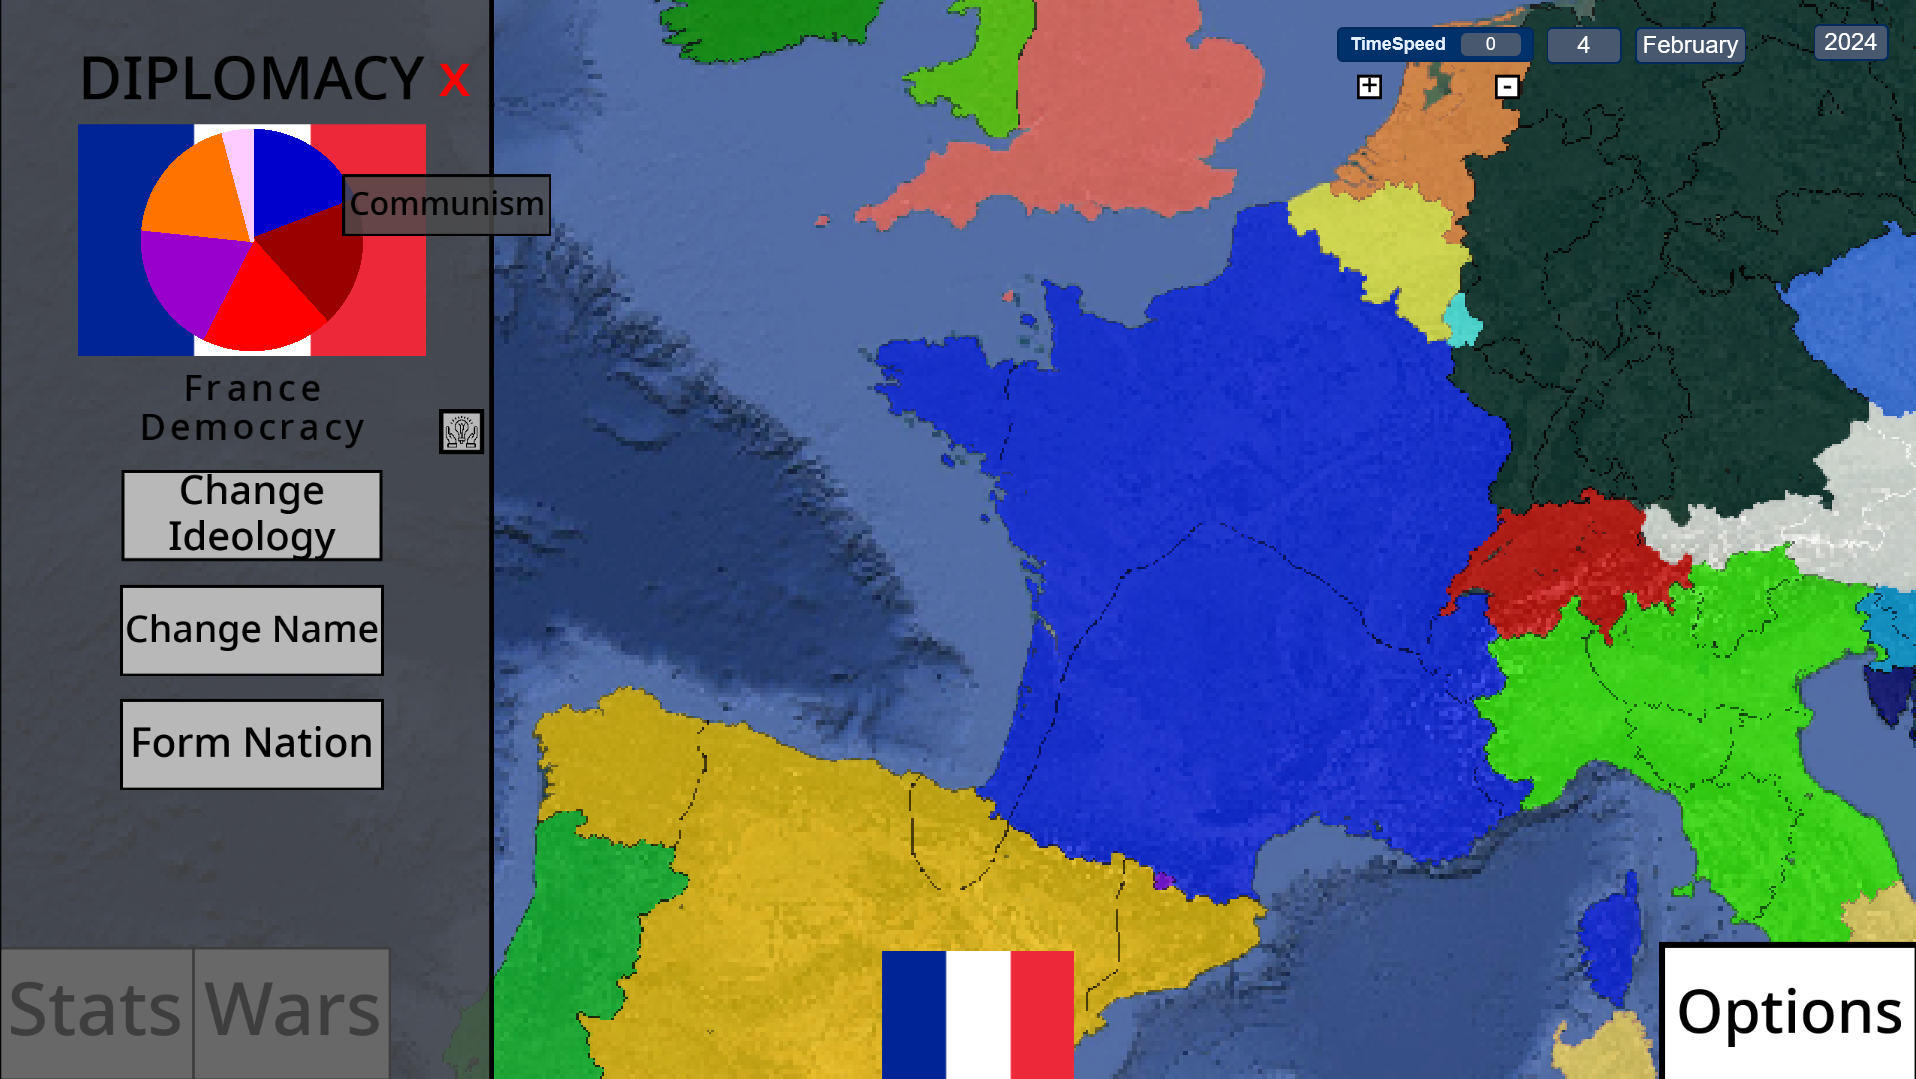 DIPLOMACY X
Communism
France
Democracy
Change
Ideology
Change Name
Form Nation
Stats
Wars
TimeSpeed 0
4
February
2024
+
-
Options